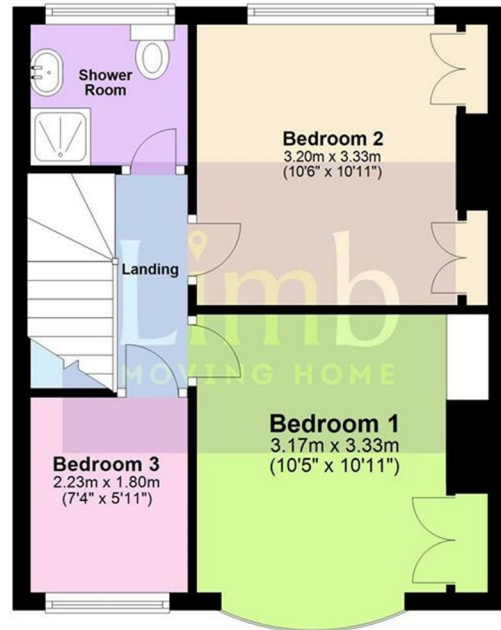 Shower
Room
Bedroom 2
3.20m x 3.33m
(10'6" x 10'11")
Landing
Limb
MOVING HOME
Bedroom 1
3.17m x 3.33m
(10'5" x 10'11")
Bedroom 3
2.23m x 1.80m
(7'4" x 5'11")